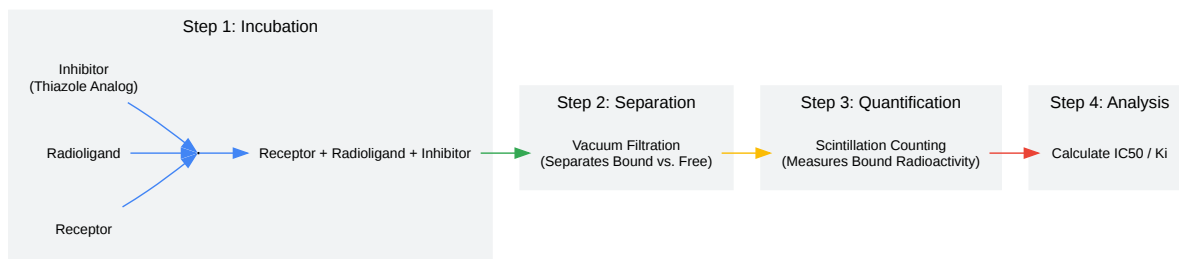 Step 1: Incubation
Inhibitor
(Thiazole Analog)
Radioligand
Receptor
Receptor + Radioligand + Inhibitor
Step 2: Separation
Vacuum Filtration
(Separates Bound vs. Free)
Step 3: Quantification
Scintillation Counting
(Measures Bound Radioactivity)
Step 4: Analysis
Calculate IC50 / Ki